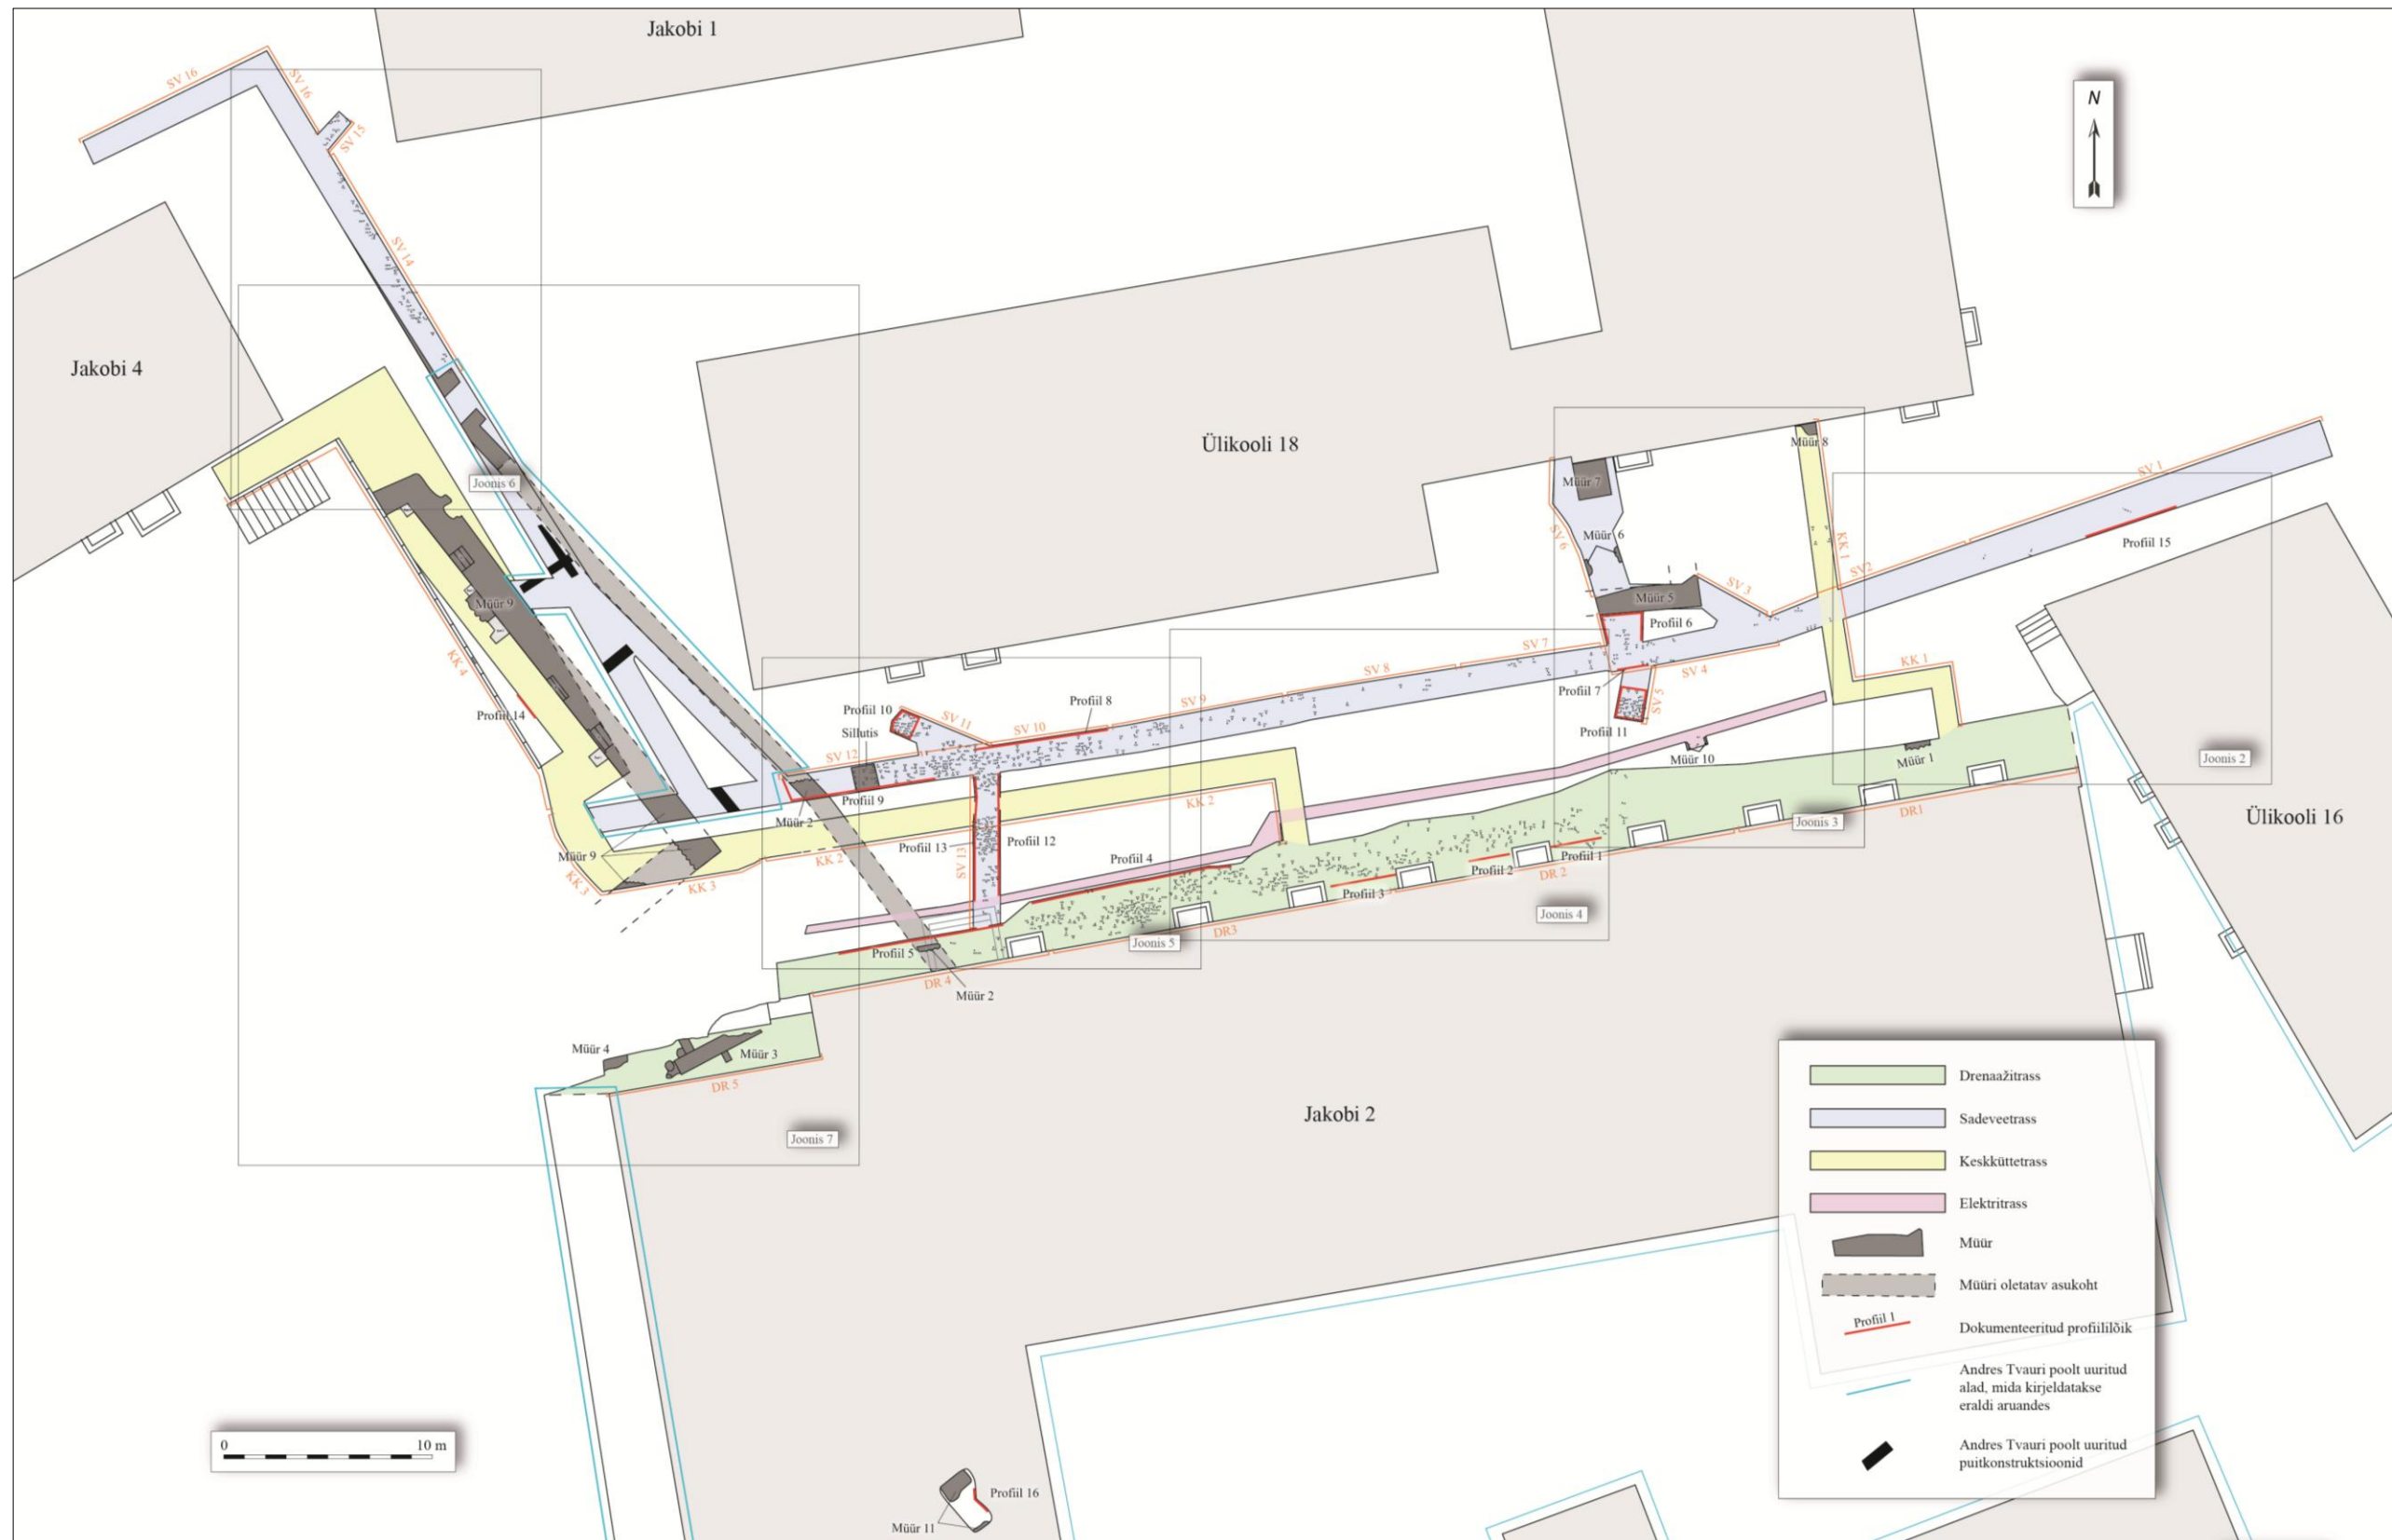 Jakobi 1
SV 16
SV 16
SV 15
N
SV 14
Jakobi 4
Ülikooli 18
Müür 8
SV 1
Joonis 6
Müür 7
Müür 6
SV 6
KK 1
Profiil 15
SV2
SV 3
Müür 9
Müür 5
Profiil 6
KK 4
SV 7
SV 8
SV 4
KK 1
Profiil 7
SV 5
Profiil 14
Profiil 10
SV 11
Profiil 8
SV 9
Sillutis
SV 10
Profiil 11
SV 12
Müür 10
Müür 1
Joonis 2
Profiil 9
KK 2
Müür 2
Joonis 3
DR1
Ülikooli 16
Profiil 13
Profiil 12
Müür 9
KK 2
SV 13
Profiil 4
Profiil 1
Profiil 2
DR 2
KK 3
KK 3
Profiil 3
Joonis 4
DR3
Joonis 5
Profiil 5
DR 4
Müür 2
Müür 4
Müür 3
DR 5
Jakobi 2
Joonis 7
Drenaažitrass
Sadeveetrass
Keskküttetrass
Elektritrass
Müür
Müüri oletatav asukoht
Profiil 1
Dokumenteeritud profiililõik
Andres Tvauri poolt uuritud
alad, mida kirjeldatakse
eraldi aruandes
Andres Tvauri poolt uuritud
puitkonstruktsioonid
0 10 m
Profiil 16
Müür 11